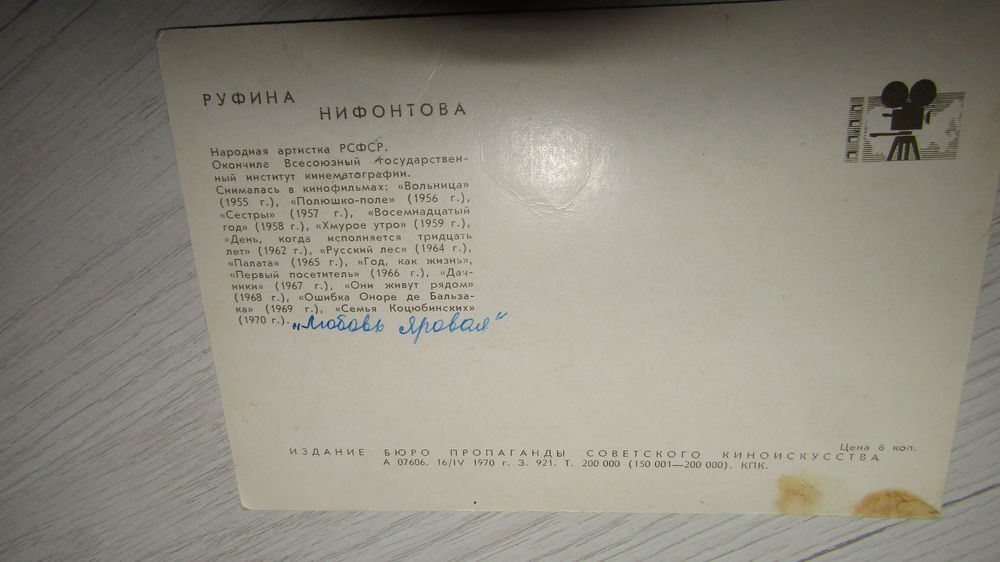 РУФИНА
НИФОНТОВА
Народная артистка РСФСР.
Окончила Всесоюзный государствен-
ный институт кинематографии.
Снималась в кинофильмах: «Вольница»
(1955 г.), «Полюшко-поле» (1956 г.),
«Сестры» (1957 г.), «Восемнадцатый
год» (1958 г.), «Хмурое утро» (1959 г.),
«День, когда исполняется тридцать
лет» (1962 г.), «Русский лес» (1964 г.),
«Палата» (1965 г.), «Год, как жизнь»,
«Первый посетитель» (1966 г.), «Дач-
ники» (1967 г.), «Они живут рядом»
(1968 г.), «Ошибка Оноре де Бальза-
ка» (1969 г.), «Семья Коцюбинских»
(1970 г.). „Любовь Яровая"
Цена 6 коп.
ИЗДАНИЕ БЮРО ПРОПАГАНДЫ СОВЕТСКОГО КИНОИСКУССТВА
А 07606. 16/IV 1970 г. З. 921. Т. 200 000 (150 001—200 000). КПК.